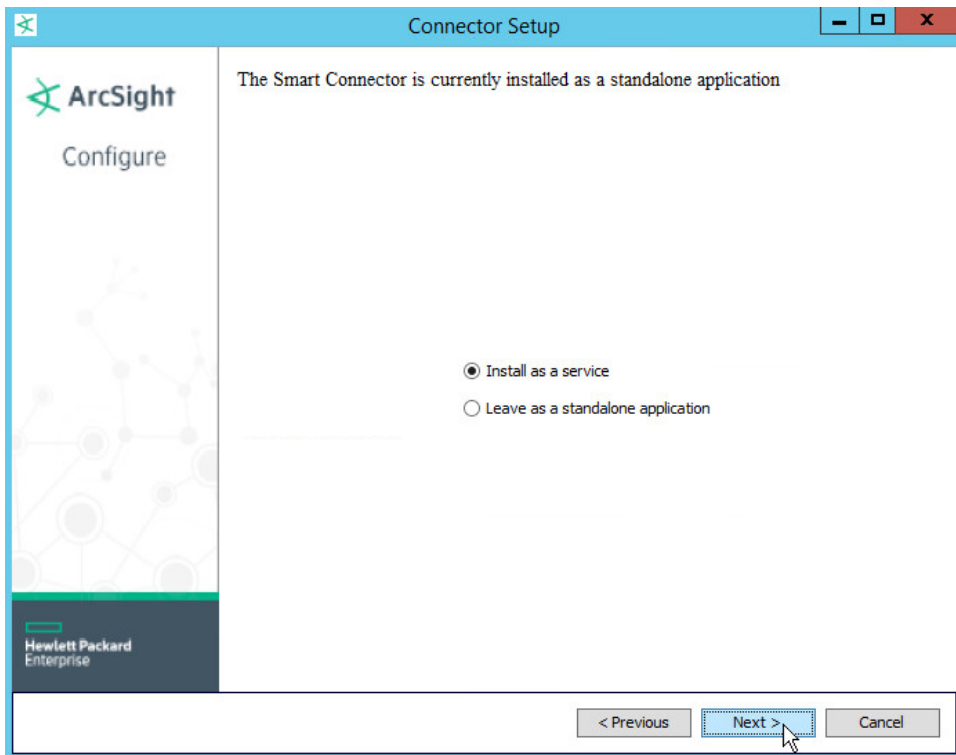 Connector Setup
ArcSight
Configure
The Smart Connector is currently installed as a standalone application
Install as a service
Leave as a standalone application
Hewlett Packard
Enterprise
< Previous
Next >
Cancel